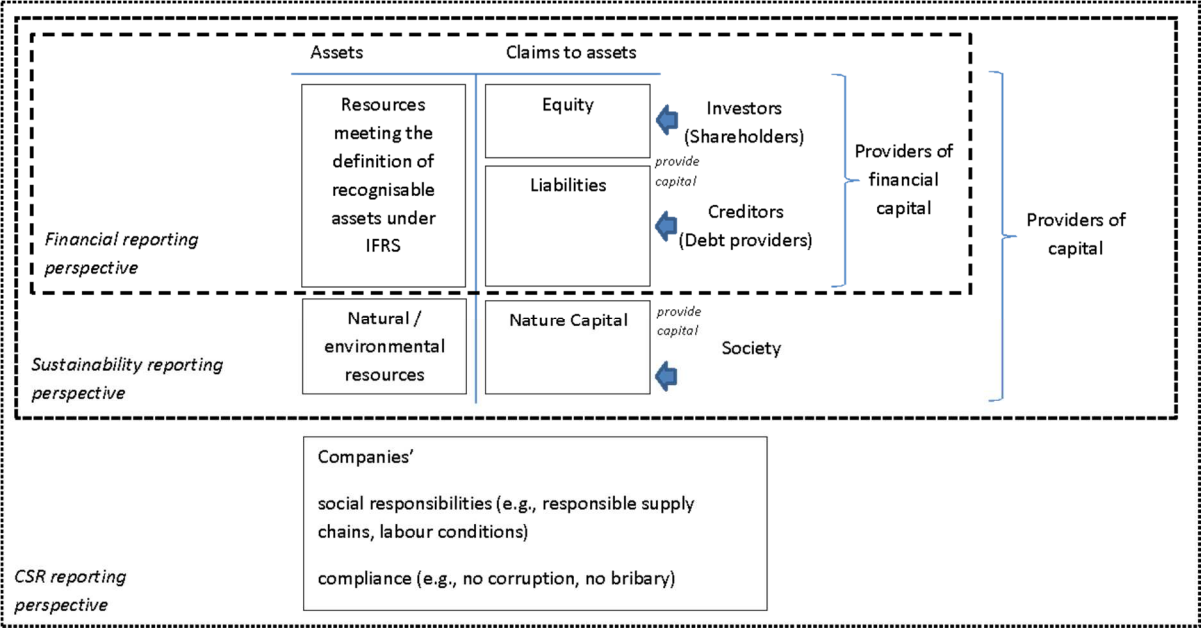 Assets
Claims to assets
Resources
meeting the
definition of
recognisable
assets under
IFRS
Equity
Investors
(Shareholders)
provide
capital
Liabilities
Creditors
(Debt providers)
Providers of
financial
capital
Providers of
capital
Financial reporting
perspective
Natural /
environmental
resources
Nature Capital
provide
capital
Society
Sustainability reporting
perspective
Companies’
social responsibilities (e.g., responsible supply
chains, labour conditions)
compliance (e.g., no corruption, no bribary)
CSR reporting
perspective